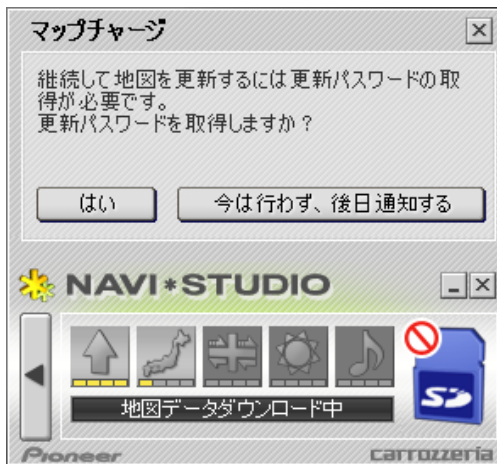 マップチャージ
継続して地図を更新するには更新パスワードの取
得が必要です。
更新パスワードを取得しますか？
はい
今は行わず、後日通知する
NAVI*STUDIO
地図データダウンロード中
SD
Pioneer
carrozzeria